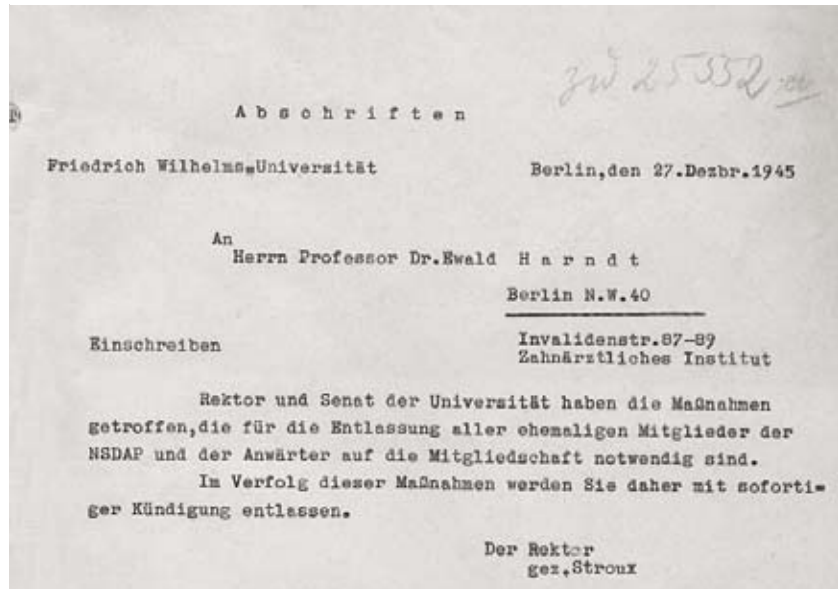 zu 25552
A b s c h r i f t e n
Friedrich Wilhelms=Universität Berlin,den 27.Dezbr.1945
An
Herrn Professor Dr.Ewald H a r n d t
Berlin N.W.40
Einschreiben Invalidenstr.87-89
Zahnärztliches Institut
Rektor und Senat der Universität haben die Maßnahmen
getroffen,die für die Entlassung aller ehemaligen Mitglieder der
NSDAP und der Anwärter auf die Mitgliedschaft notwendig sind.
Im Verfolg dieser Maßnahmen werden Sie daher mit soforti=
ger Kündigung entlassen.
Der Rektor
gez.Stroux